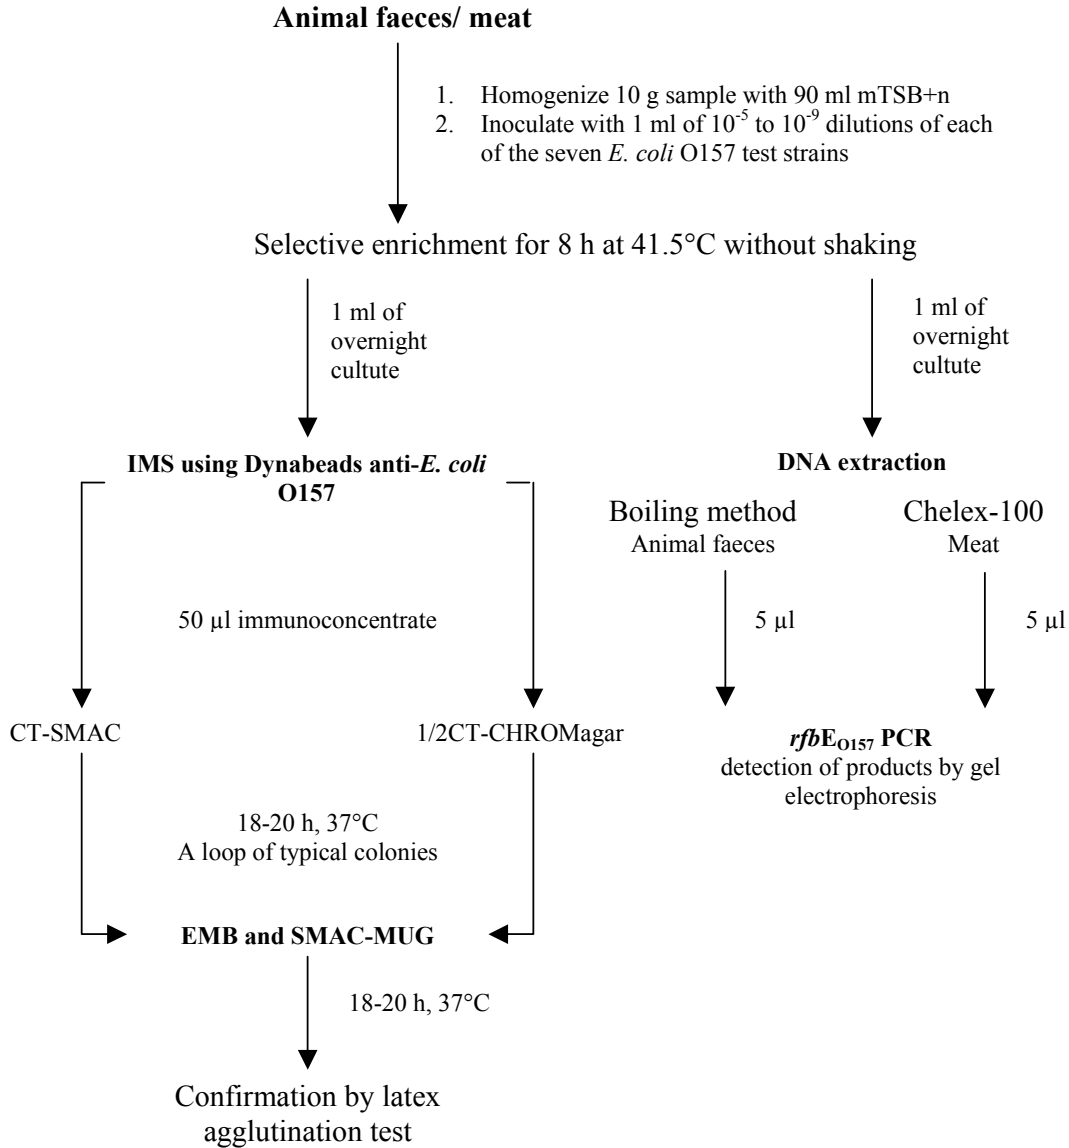 Animal faeces/ meat
1. Homogenize 10 g sample with 90 ml mTSB+n
2. Inoculate with 1 ml of 10⁻⁵ to 10⁻⁹ dilutions of each
of the seven E. coli O157 test strains
Selective enrichment for 8 h at 41.5°C without shaking
1 ml of
overnight
cultute
1 ml of
overnight
cultute
IMS using Dynabeads anti-E. coli
O157
DNA extraction
Boiling method
Animal faeces
Chelex-100
Meat
50 µl immunoconcentrate
5 µl
5 µl
CT-SMAC
1/2CT-CHROMagar
rfbE_O157 PCR
detection of products by gel
electrophoresis
18-20 h, 37°C
A loop of typical colonies
EMB and SMAC-MUG
18-20 h, 37°C
Confirmation by latex
agglutination test